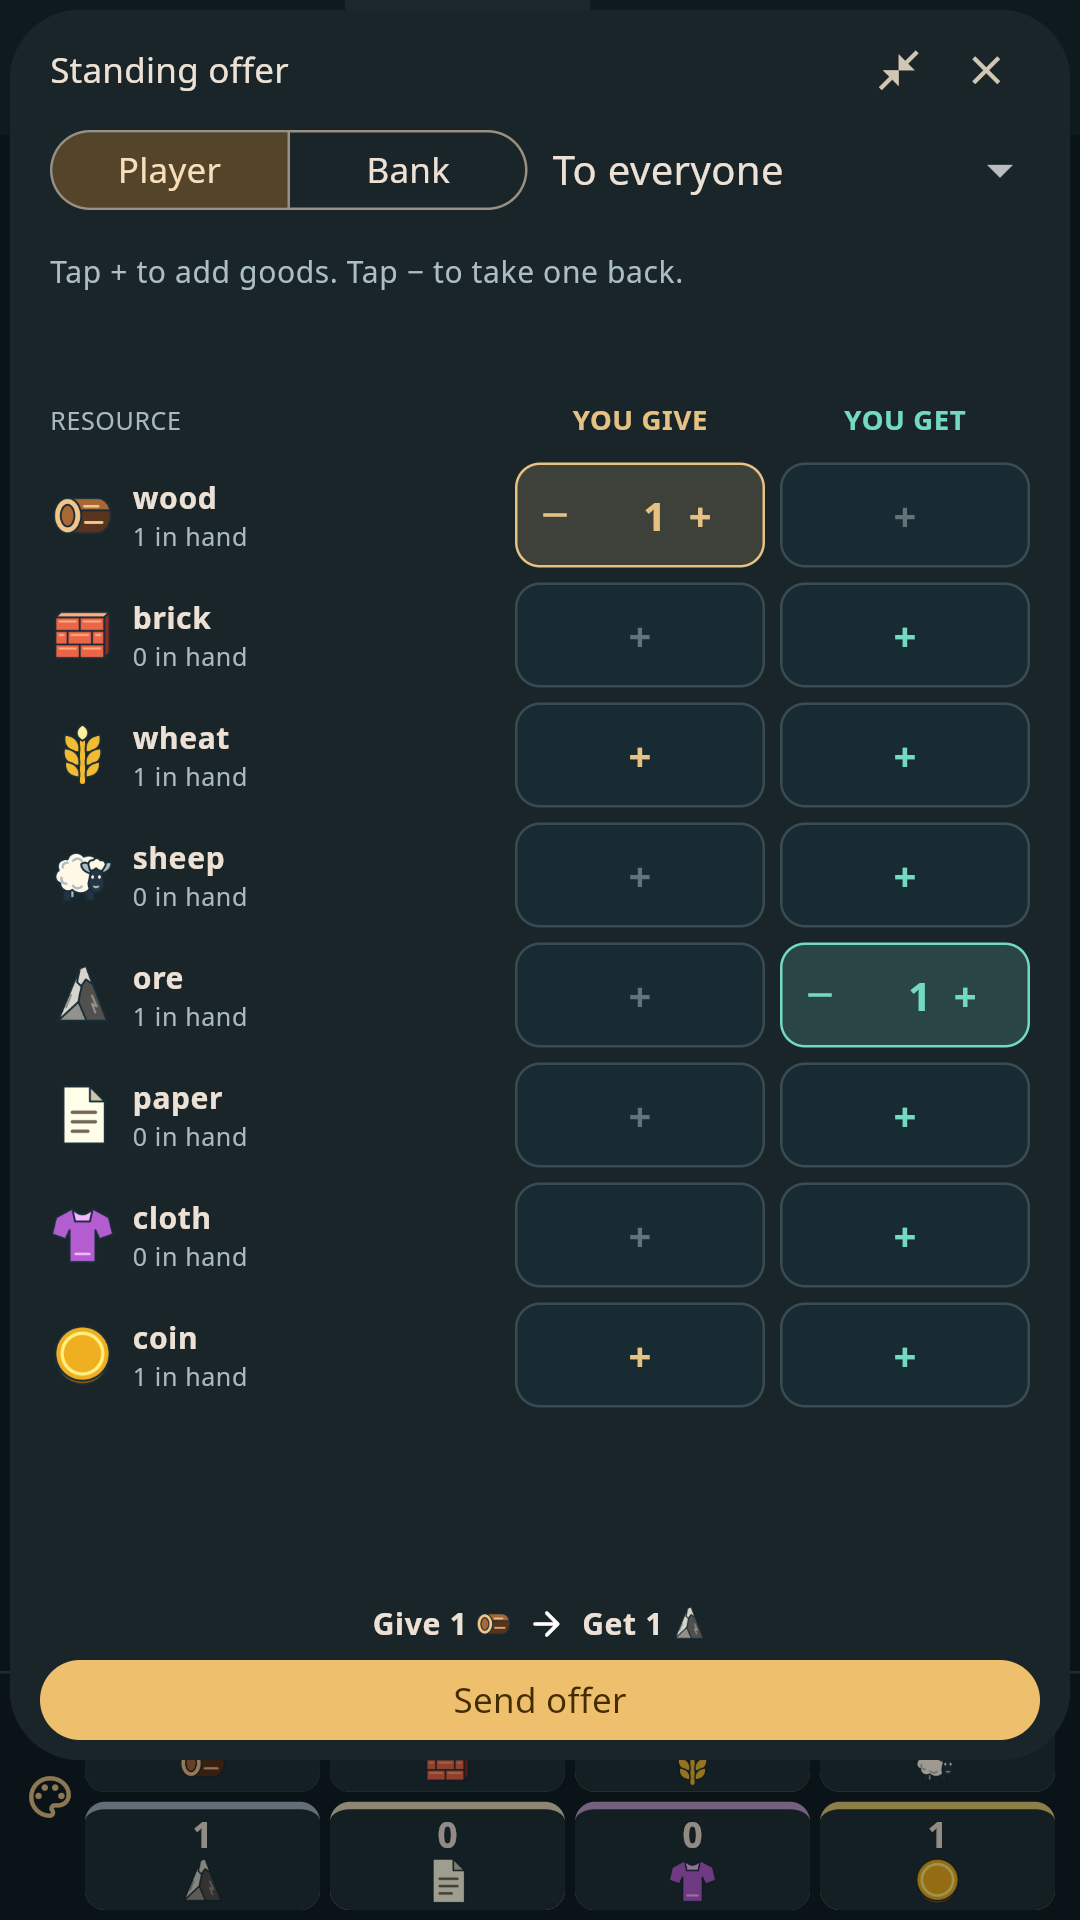 Standing offer
Player Bank To everyone
Tap + to add goods. Tap − to take one back.
RESOURCE YOU GIVE YOU GET
wood
1 in hand
− 1 + +
brick
0 in hand
+ +
wheat
1 in hand
+ +
sheep
0 in hand
+ +
ore
1 in hand
+ − 1 +
paper
0 in hand
+ +
cloth
0 in hand
+ +
coin
1 in hand
+ +
Give 1 → Get 1
Send offer
1 0 0 1